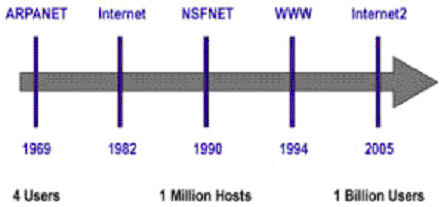 ARPANET Internet NSFNET WWW Internet2
1969 1982 1990 1994 2005
4 Users 1 Million Hosts 1 Billion Users